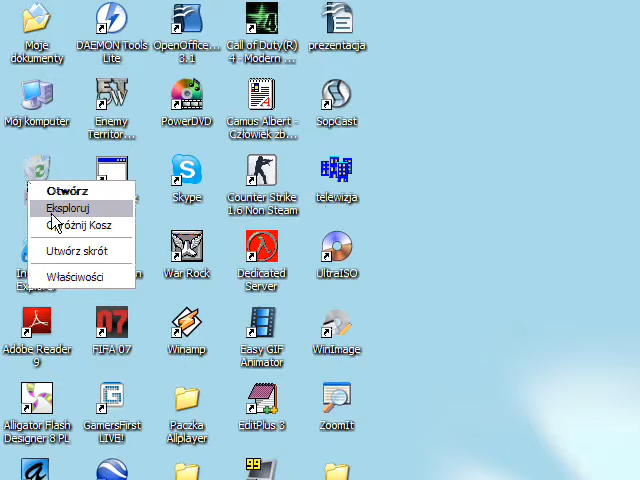 Moje
dokumenty
DAEMON Tools
Lite
OpenOffice....
3.1
Call of Duty(R)
4 - Modern ...
prezentacja
Mój komputer
Enemy
Territor...
PowerDVD
Camus Albert -
Człowiek zb...
SopCast
Skype
Counter Strike
1.6 Non Steam
telewizja
Otwórz
Eksploruj
Kosz
Utwórz skrót
Właściwości
War Rock
Dedicated
Server
UltraISO
Adobe Reader
9
FIFA 07
07
Winamp
Easy GIF
Animator
WinImage
Alligator Flash
Designer 8 PL
GamersFirst
LIVE!
Paczka
Allplayer
EditPlus 3
ZoomIt
99